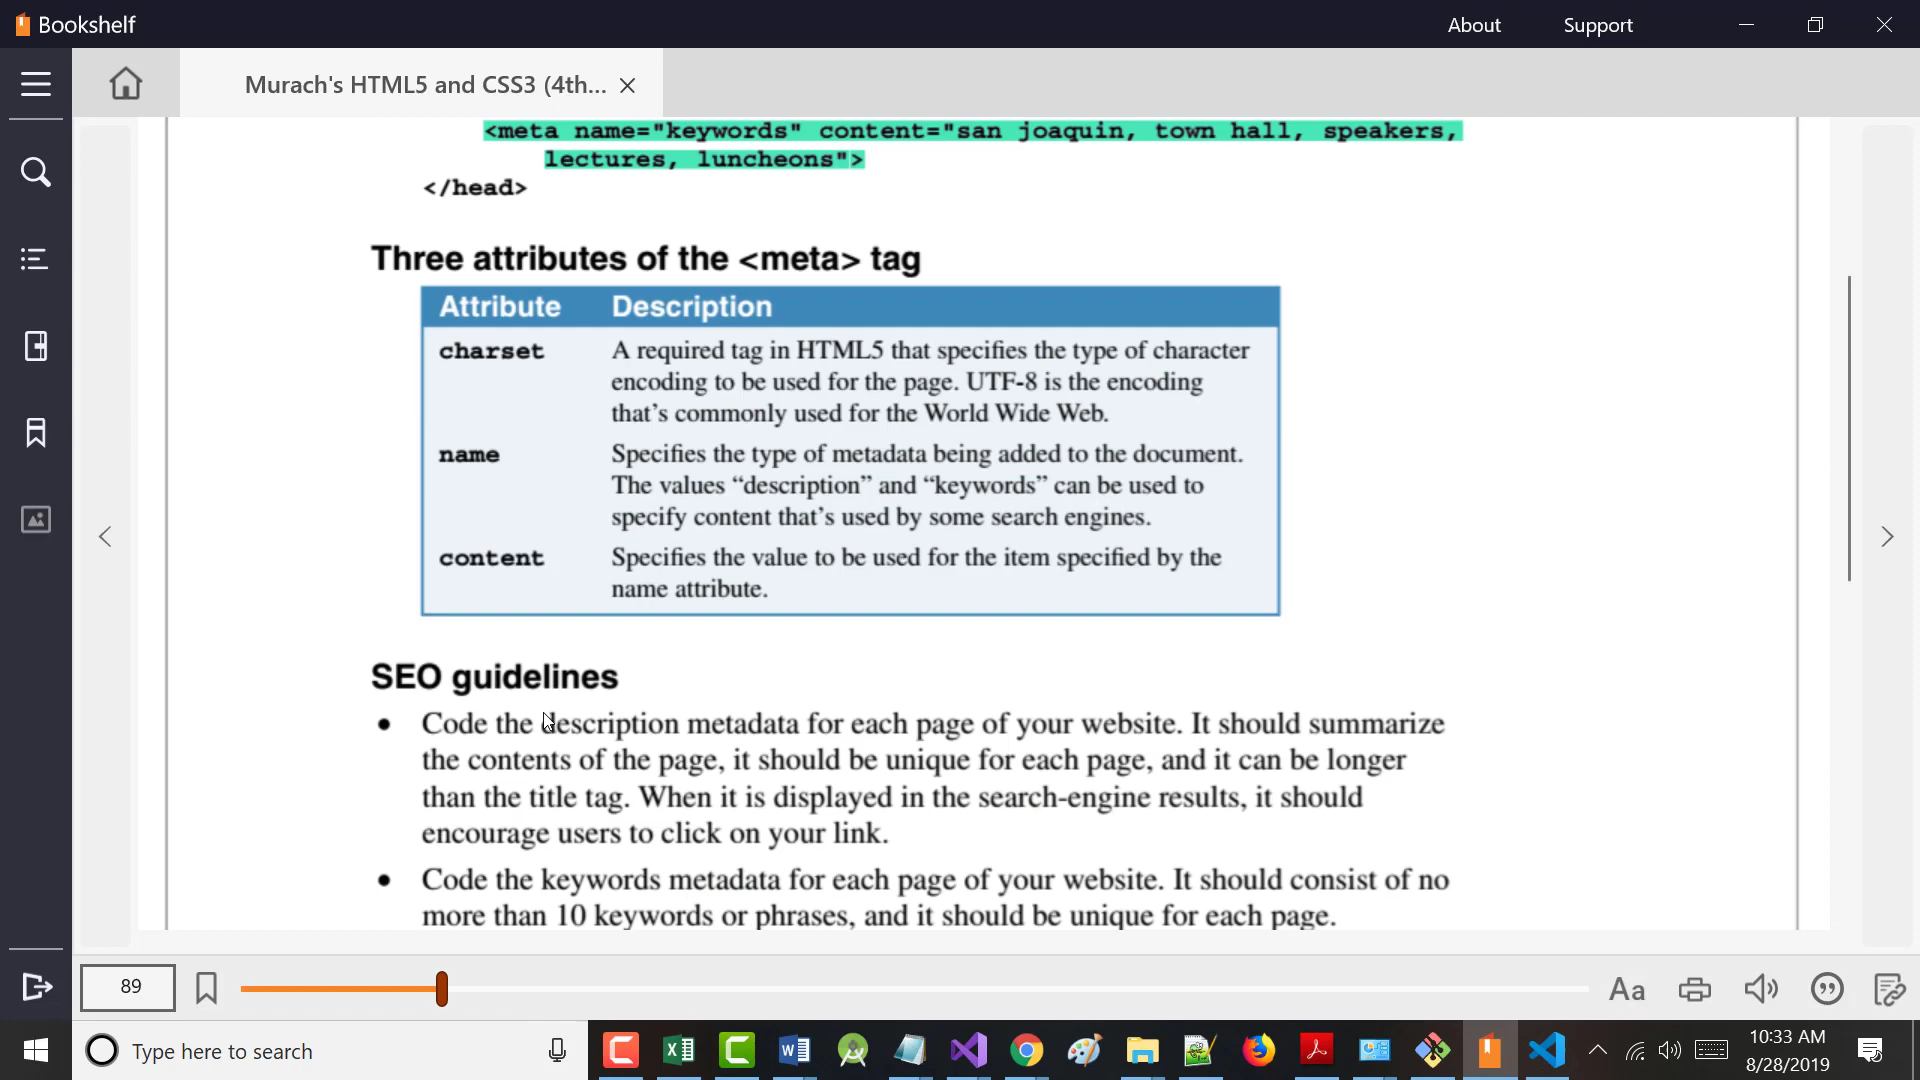 Bookshelf
About
Support
Murach's HTML5 and CSS3 (4th...
<meta name="keywords" content="san joaquin, town hall, speakers,
lectures, luncheons">
</head>
Three attributes of the <meta> tag
Attribute Description
charset A required tag in HTML5 that specifies the type of character
encoding to be used for the page. UTF-8 is the encoding
that's commonly used for the World Wide Web.
name Specifies the type of metadata being added to the document.
The values “description” and “keywords” can be used to
specify content that's used by some search engines.
content Specifies the value to be used for the item specified by the
name attribute.
SEO guidelines
• Code the description metadata for each page of your website. It should summarize
the contents of the page, it should be unique for each page, and it can be longer
than the title tag. When it is displayed in the search-engine results, it should
encourage users to click on your link.
• Code the keywords metadata for each page of your website. It should consist of no
more than 10 keywords or phrases, and it should be unique for each page.
89
Aa
Type here to search
10:33 AM
8/28/2019